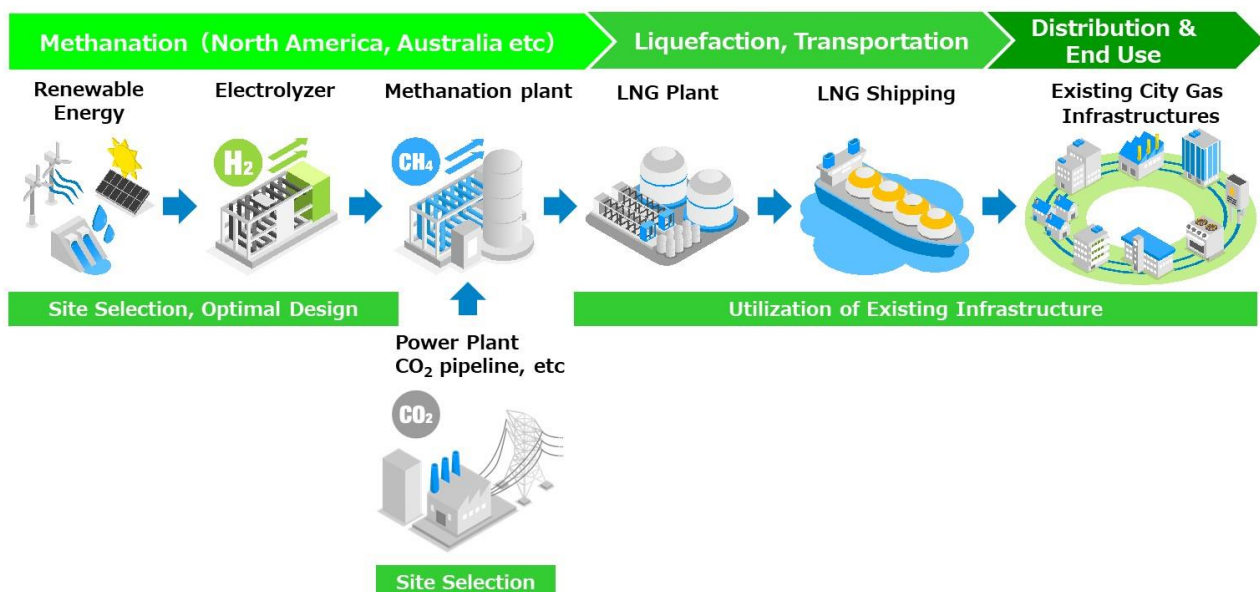 Methanation（North America, Australia etc）
Liquefaction, Transportation
Distribution &
End Use
Renewable
Energy
Electrolyzer
Methanation plant
LNG Plant
LNG Shipping
Existing City Gas
Infrastructures
H2
CH4
Site Selection, Optimal Design
Utilization of Existing Infrastructure
Power Plant
CO2 pipeline, etc
CO2
Site Selection